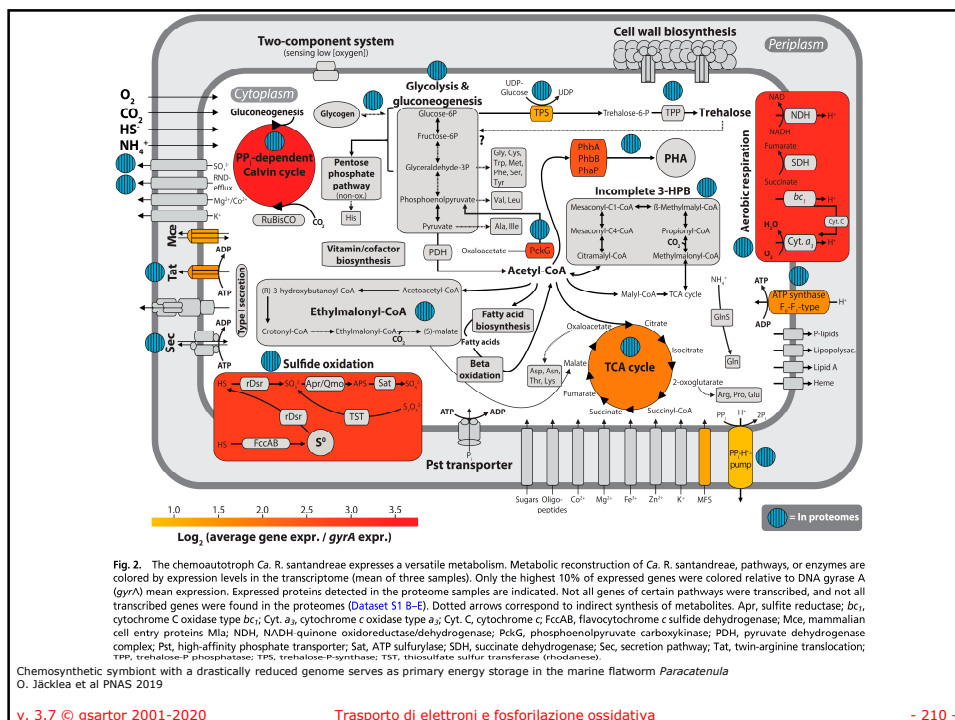 Two-component system
(sensing low [oxygen])
Cell wall biosynthesis
Periplasm
Cytoplasm
O2
CO2
HS-
NH4+
Gluconeogenesis
PPi-dependent
Calvin cycle
RuBisCO
CO2
Glycogen
Glycolysis &
gluconeogenesis
Glucose-6P
Fructose-6P
Glyceraldehyde-3P
Phosphoenolpyruvate
Pyruvate
Pentose
phosphate
pathway
(non-ox.)
His
Vitamin/cofactor
biosynthesis
PDH
UDP-
Glucose
UDP
TPS
Trehalose-6-P
TPP
Trehalose
?
Gly, Cys,
Trp, Met,
Phe, Ser,
Tyr
Val, Leu
Ala, Ille
Oxaloacetate
PckG
PhbA
PhbB
PhaP
PHA
Incomplete 3-HPB
Mesaconyl-C1-CoA
ß-Methylmalyl-CoA
Mesaconyl-C4-CoA
Propionyl-CoA
CO2
Citramalyl-CoA
Methylmalonyl-CoA
Acetyl-CoA
Malyl-CoA
TCA cycle
Aerobic respiration
NAD
NDH
H+
NADH
Fumarate
SDH
Succinate
bc1
H+
Cyt. C
H2O
Cyt. a3
H+
O2
ATP
ATP synthase
F0-F1-type
H+
ADP
P-lipids
Lipopolysac.
Lipid A
Heme
SO42-
RND-
efflux
Mg2+/Co2+
K+
Mce
ADP
Tat
ATP
Type I secretion
ADP
Sec
ATP
(R) 3 hydroxybutanoyl CoA
Acetoacetyl-CoA
Ethylmalonyl-CoA
Crotonyl-CoA
Ethylmalonyl-CoA
(S)-malate
CO2
Fatty acid
biosynthesis
Fatty acids
Beta
oxidation
NH4+
GlnS
Gln
Oxaloacetate
Citrate
Isocitrate
Malate
TCA cycle
Asp, Asn,
Thr, Lys
Fumarate
2-oxoglutarate
Succinate
Succinyl-CoA
Arg, Pro, Glu
Sulfide oxidation
HS-
rDsr
SO32-
Apr/Qmo
APS
Sat
SO42-
rDsr
TST
S2O32-
HS-
FccAB
S0
ATP
ADP
Pi
Pst transporter
PPi
H+
2Pi
PPi-H+-
pump
Sugars
Oligo-
peptides
Co2+
Mg2+
Fe3+
Zn2+
K+
MFS
= In proteomes
1.0 1.5 2.0 2.5 3.0 3.5
Log2 (average gene expr. / gyrA expr.)
Fig. 2. The chemoautotroph Ca. R. santandreae expresses a versatile metabolism. Metabolic reconstruction of Ca. R. santandreae, pathways, or enzymes are
colored by expression levels in the transcriptome (mean of three samples). Only the highest 10% of expressed genes were colored relative to DNA gyrase A
(gyrA) mean expression. Expressed proteins detected in the proteome samples are indicated. Not all genes of certain pathways were transcribed, and not all
transcribed genes were found in the proteomes (Dataset S1 B–E). Dotted arrows correspond to indirect synthesis of metabolites. Apr, sulfite reductase; bc1,
cytochrome C oxidase type bc1; Cyt. a3, cytochrome c oxidase type a3; Cyt. C, cytochrome c; FccAB, flavocytochrome c sulfide dehydrogenase; Mce, mammalian
cell entry proteins Mla; NDH, NADH-quinone oxidoreductase/dehydrogenase; PckG, phosphoenolpyruvate carboxykinase; PDH, pyruvate dehydrogenase
complex; Pst, high-affinity phosphate transporter; Sat, ATP sulfurylase; SDH, succinate dehydrogenase; Sec, secretion pathway; Tat, twin-arginine translocation;
TPP, trehalose-P phosphatase; TPS, trehalose-P-synthase; TST, thiosulfate sulfur transferase (rhodanese).
Chemosynthetic symbiont with a drastically reduced genome serves as primary energy storage in the marine flatworm Paracatenula
O. Jäcklea et al PNAS 2019
v. 3.7 © gsartor 2001-2020
Trasporto di elettroni e fosforilazione ossidativa
- 210 -